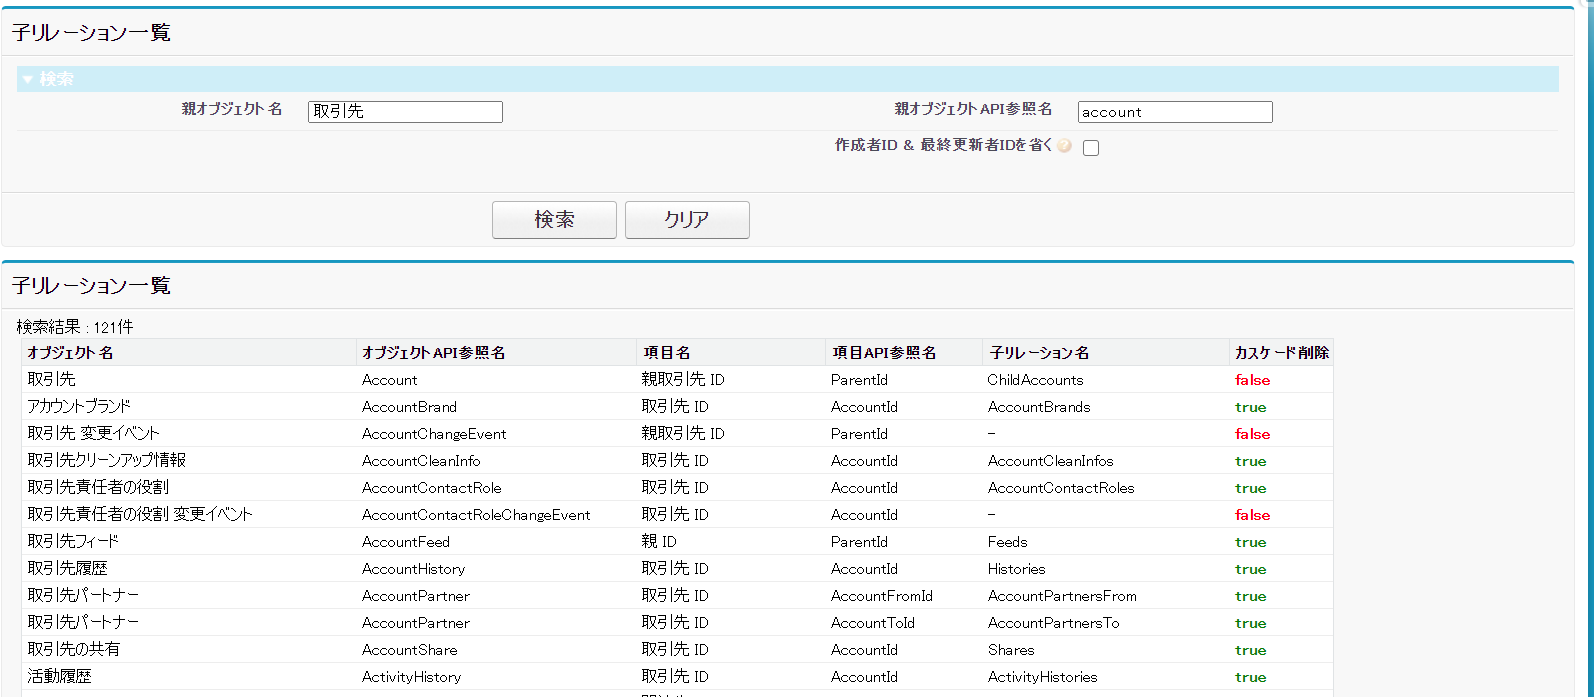 子リレーション一覧
▼ 検索
親オブジェクト名 取引先 親オブジェクトAPI参照名 account
作成者ID & 最終更新者IDを省く
検索 クリア
子リレーション一覧
検索結果 : 121件
オブジェクト名 オブジェクトAPI参照名 項目名 項目API参照名 子リレーション名 カスケード削除
取引先 Account 親取引先 ID ParentId ChildAccounts false
アカウントブランド AccountBrand 取引先 ID AccountId AccountBrands true
取引先 変更イベント AccountChangeEvent 親取引先 ID ParentId - false
取引先クリーンアップ情報 AccountCleanInfo 取引先 ID AccountId AccountCleanInfos true
取引先責任者の役割 AccountContactRole 取引先 ID AccountId AccountContactRoles true
取引先責任者の役割 変更イベント AccountContactRoleChangeEvent 取引先 ID AccountId - false
取引先フィード AccountFeed 親 ID ParentId Feeds true
取引先履歴 AccountHistory 取引先 ID AccountId Histories true
取引先パートナー AccountPartner 取引先 ID AccountFromId AccountPartnersFrom true
取引先パートナー AccountPartner 取引先 ID AccountToId AccountPartnersTo true
取引先の共有 AccountShare 取引先 ID AccountId Shares true
活動履歴 ActivityHistory 取引先 ID AccountId ActivityHistories true